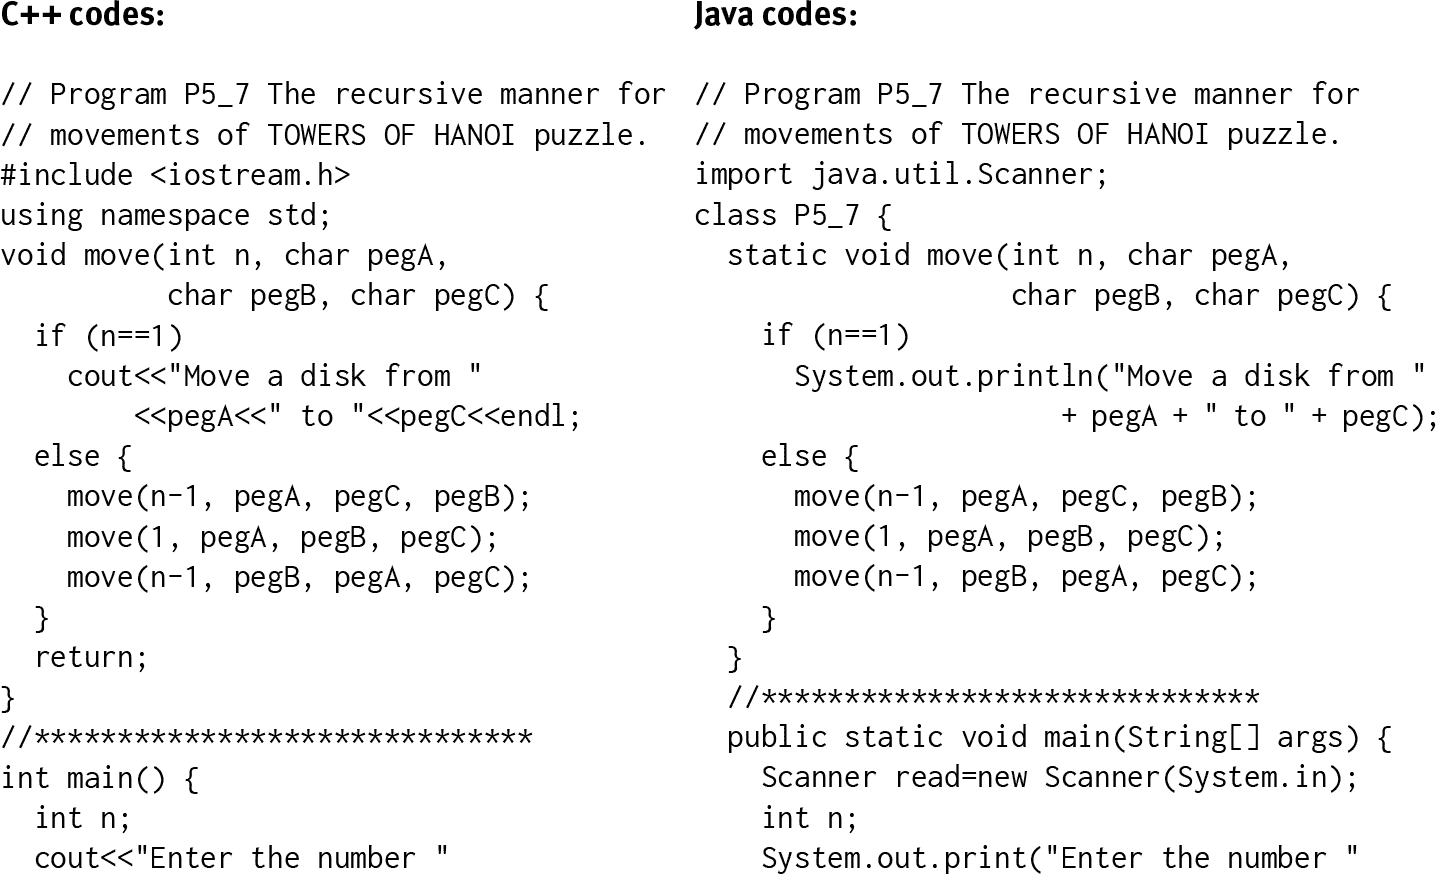 C++ codes:
// Program P5_7 The recursive manner for
// movements of TOWERS OF HANOI puzzle.
#include <iostream.h>
using namespace std;
void move(int n, char pegA,
          char pegB, char pegC) {
  if (n==1)
    cout<<"Move a disk from "
        <<pegA<<" to "<<pegC<<endl;
  else {
    move(n-1, pegA, pegC, pegB);
    move(1, pegA, pegB, pegC);
    move(n-1, pegB, pegA, pegC);
  }
  return;
}
//******************************
int main() {
  int n;
  cout<<"Enter the number "
Java codes:
// Program P5_7 The recursive manner for
// movements of TOWERS OF HANOI puzzle.
import java.util.Scanner;
class P5_7 {
  static void move(int n, char pegA,
                   char pegB, char pegC) {
    if (n==1)
      System.out.println("Move a disk from "
                      + pegA + " to " + pegC);
    else {
      move(n-1, pegA, pegC, pegB);
      move(1, pegA, pegB, pegC);
      move(n-1, pegB, pegA, pegC);
    }
  }
  //******************************
  public static void main(String[] args) {
    Scanner read=new Scanner(System.in);
    int n;
    System.out.print("Enter the number "